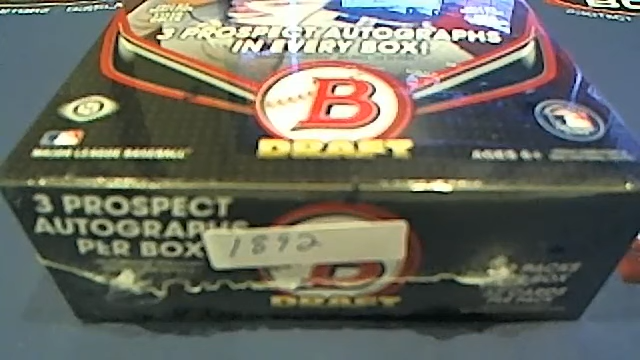 3 PROSPECT AUTOGRAPHS
IN EVERY BOX!
B
DRAFT
MAJOR LEAGUE BASEBALL
AGES 6+
3 PROSPECT
AUTOGRAPHS
PER BOX
1892
DRAFT
PACKS